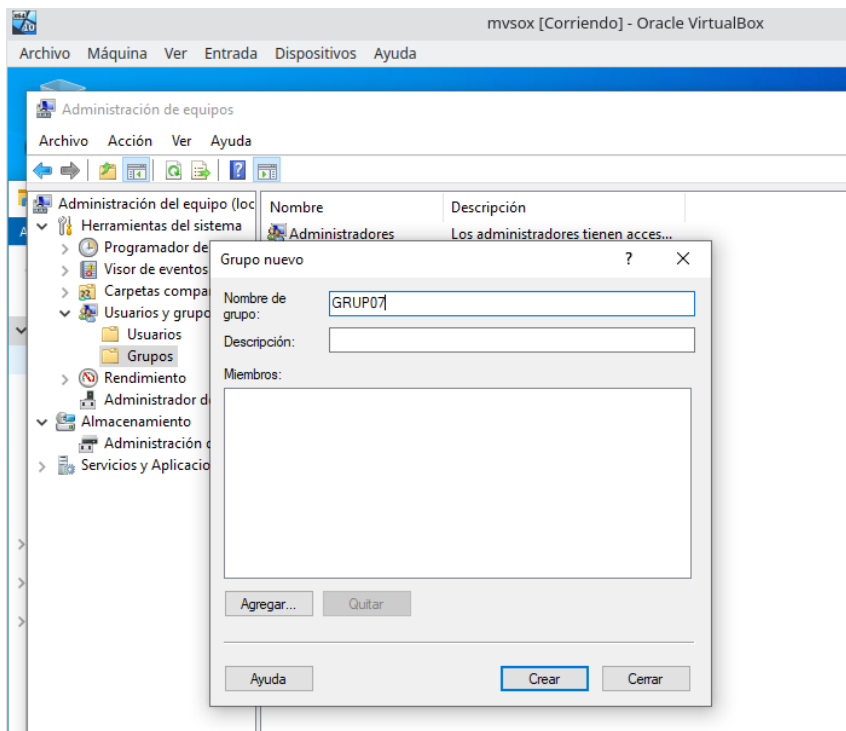 mvsox [Corriendo] - Oracle VirtualBox
Archivo Máquina Ver Entrada Dispositivos Ayuda
Administración de equipos
Archivo Acción Ver Ayuda
Administración del equipo (loc
Herramientas del sistema
Programador de
Visor de eventos
Carpetas compa
Usuarios y grupo
Usuarios
Grupos
Rendimiento
Administrador d
Almacenamiento
Administración
Servicios y Aplicacio
Nombre Descripción
Administradores Los administradores tienen acces...
Grupo nuevo ?
Nombre de
grupo:
GRUP07
Descripción:
Miembros:
Agregar... Quitar
Ayuda Crear Cerrar